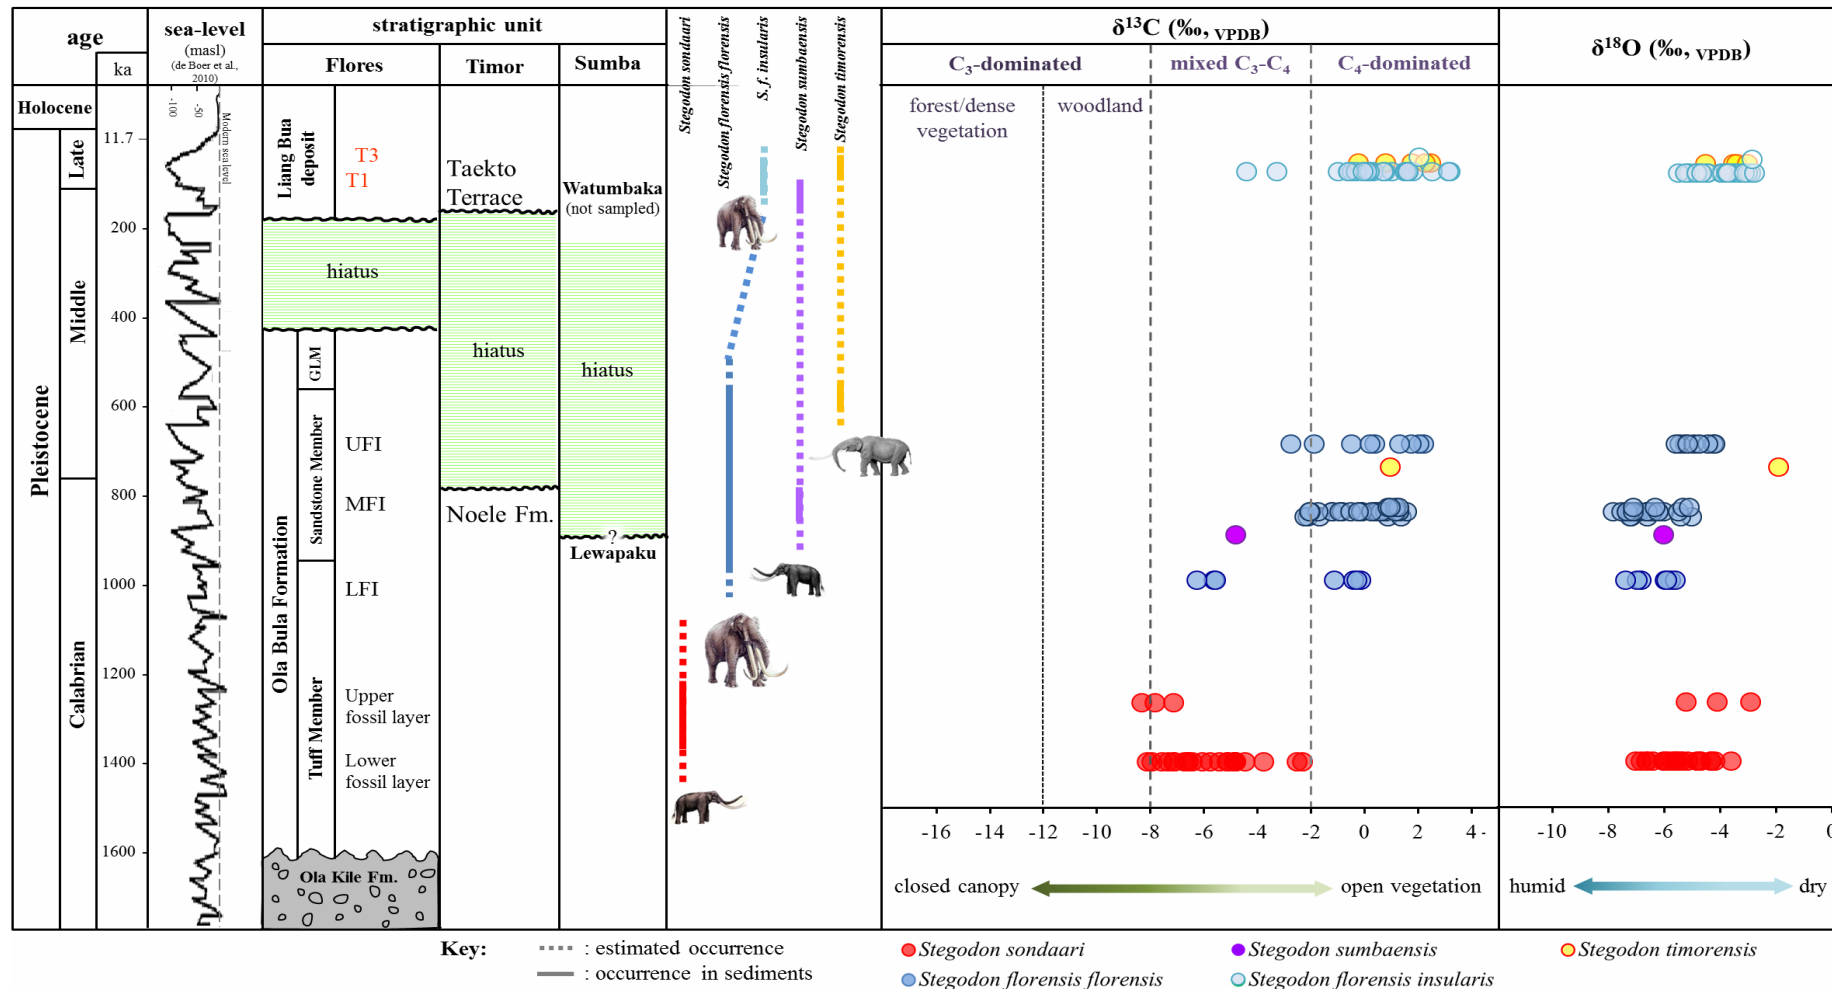 age
ka
sea-level
(masl)
(de Boer et al.,
2010)
stratigraphic unit
Flores
Timor
Sumba
Stegodon sondaari
Stegodon florensis florensis
S. f. insularis
Stegodon sumbaensis
Stegodon timorensis
δ¹³C (‰, VPDB)
C₃-dominated
mixed C₃-C₄
C₄-dominated
δ¹⁸O (‰, VPDB)
Holocene
Pleistocene
Late
Middle
Calabrian
11.7
200
400
600
800
1000
1200
1400
1600
-100
-50
Modern sea level
Liang Bua
deposit
T3
T1
hiatus
Ola Bula Formation
GLM
Sandstone Member
Tuff Member
UFI
MFI
LFI
Upper
fossil layer
Lower
fossil layer
Ola Kile Fm.
Taekto
Terrace
hiatus
Noele Fm.
Watumbaka
(not sampled)
hiatus
?
Lewapaku
forest/dense
vegetation
woodland
-16 -14 -12 -10 -8 -6 -4 -2 0 2 4
-10 -8 -6 -4 -2 0
closed canopy
open vegetation
humid
dry
Key:
: estimated occurrence
: occurrence in sediments
Stegodon sondaari
Stegodon sumbaensis
Stegodon timorensis
Stegodon florensis florensis
Stegodon florensis insularis